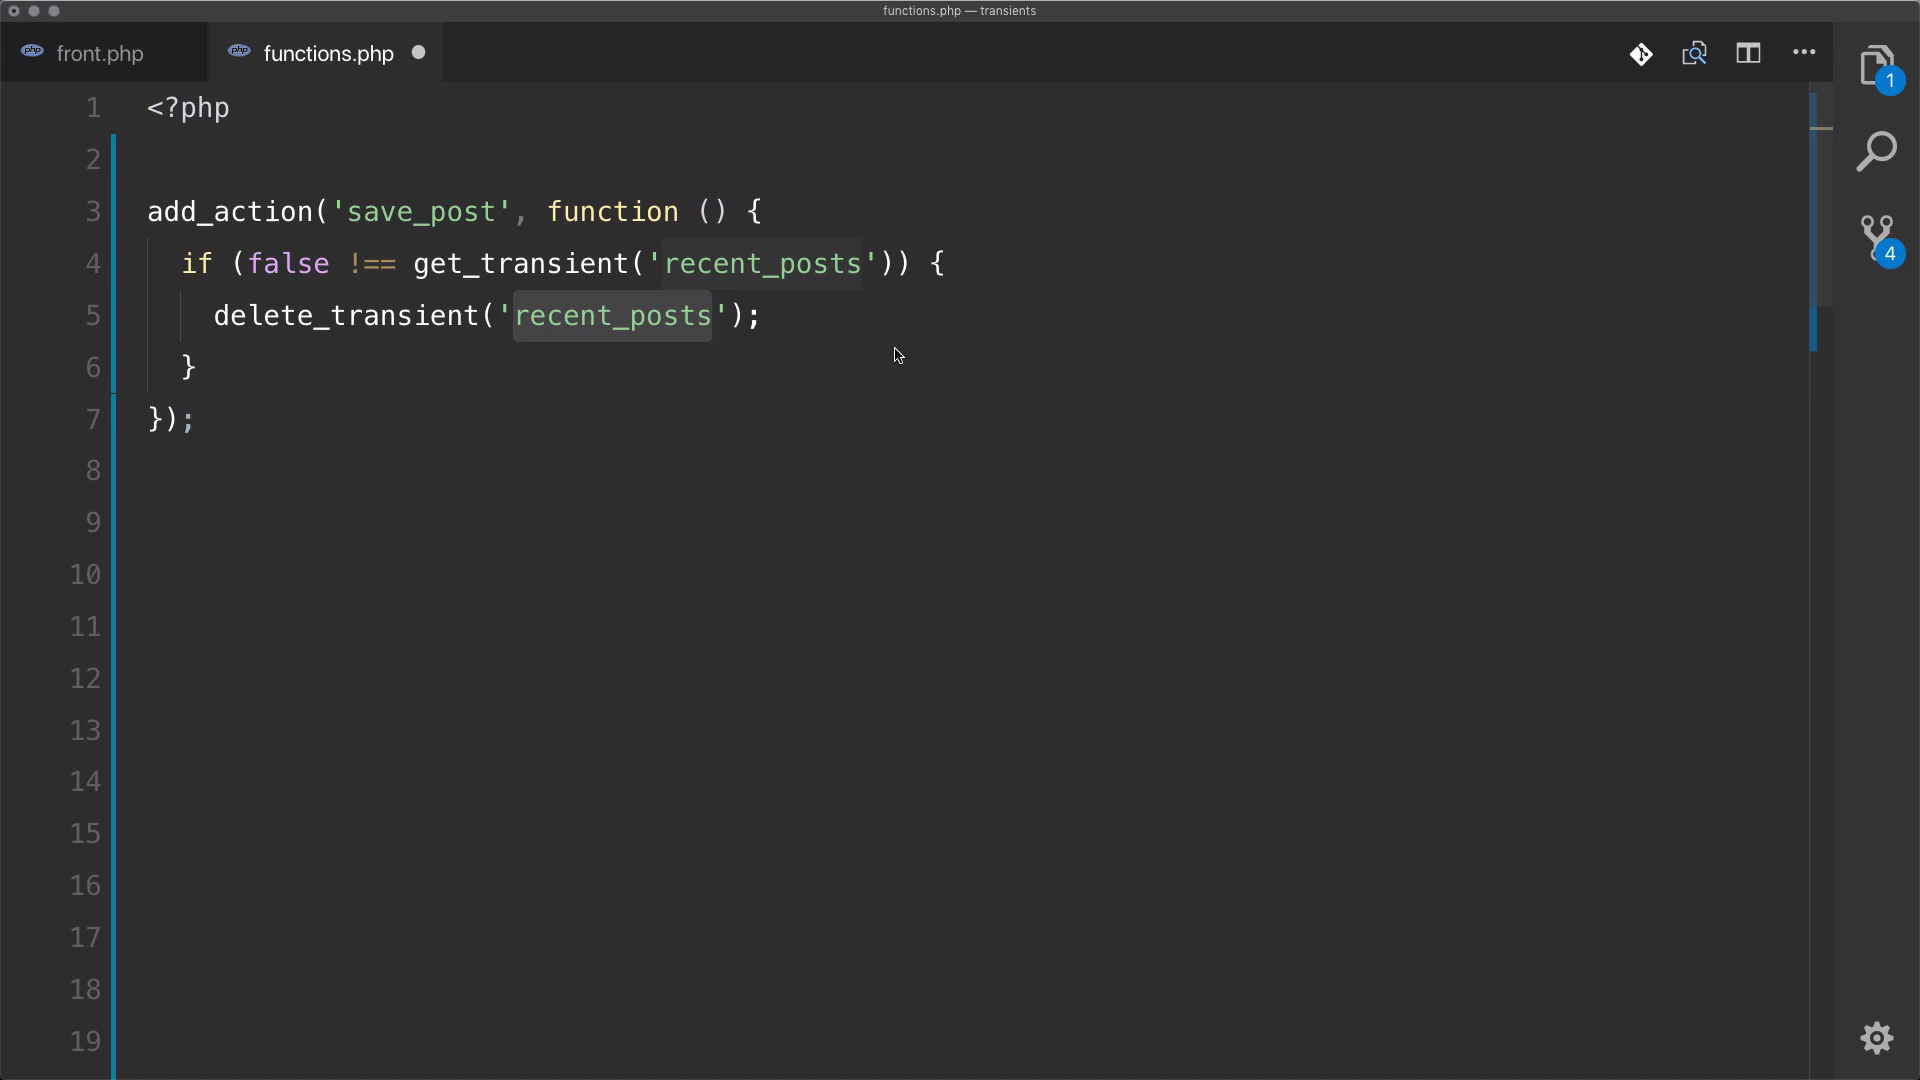 functions.php — transients
php front.php php functions.php
1 <?php
1
2
3 add_action('save_post', function () {
4 if (false !== get_transient('recent_posts')) {
4
5 delete_transient('recent_posts');
6 }
7 });
8
9
10
11
12
13
14
15
16
17
18
19